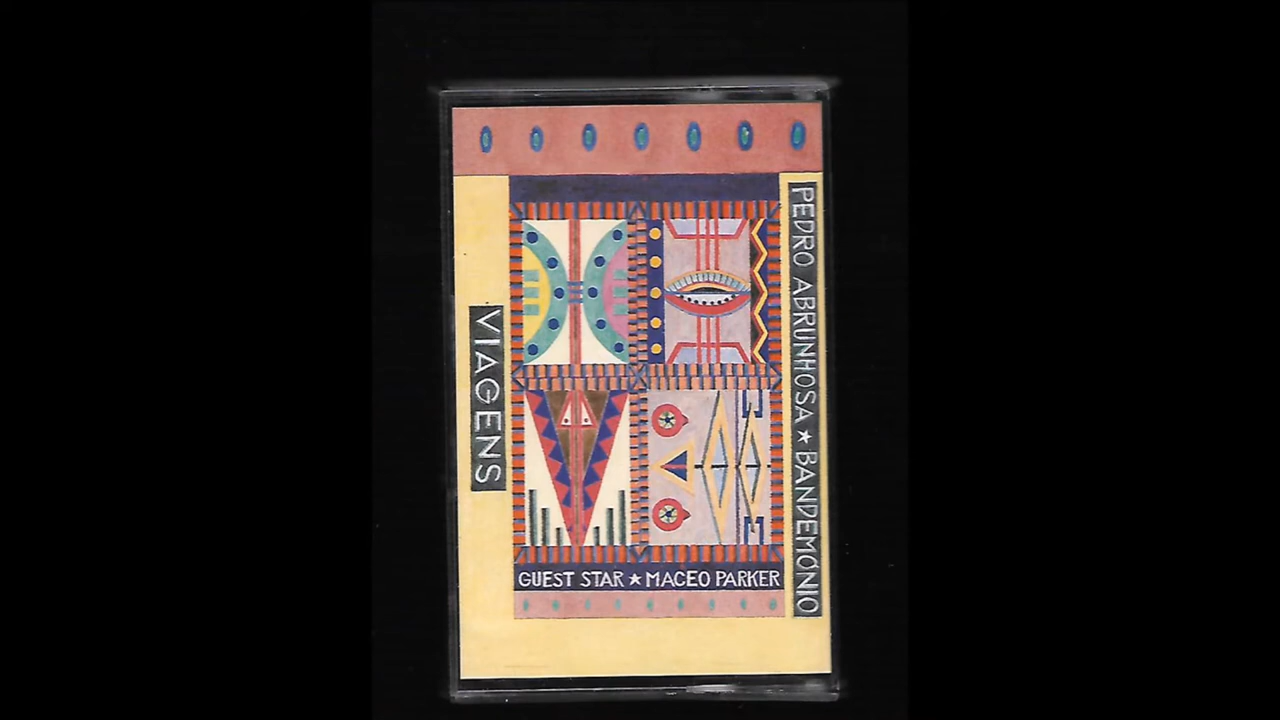 VIAGENS
PEDRO ABRUNHOSA ★ BANDEMÓNIO
GUEST STAR ★ MACEO PARKER